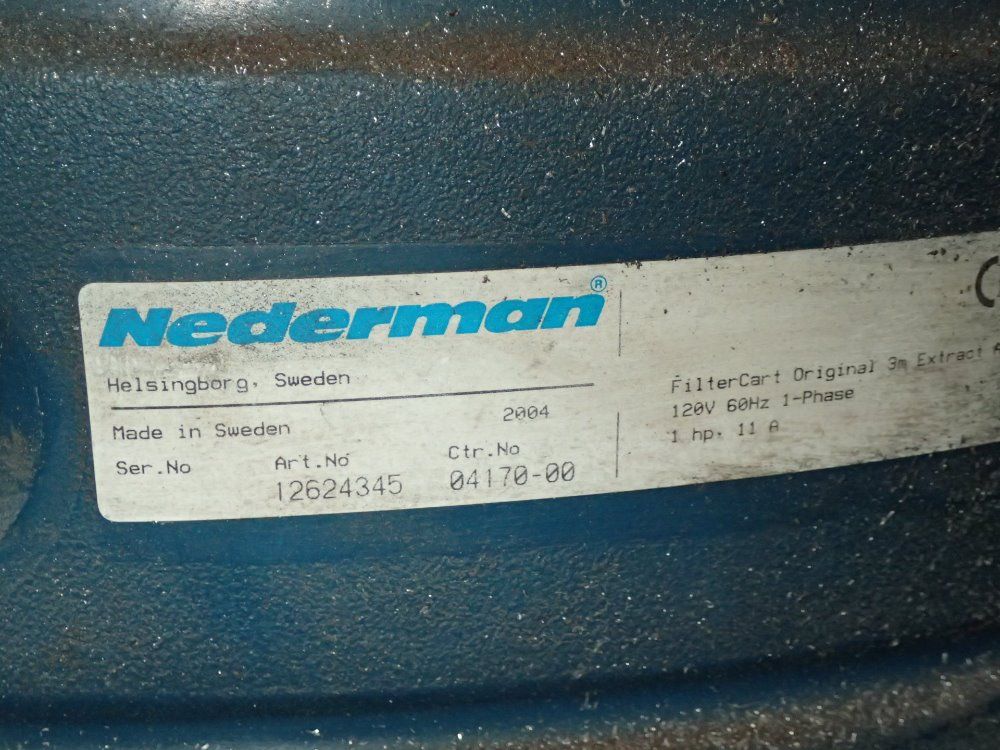 Nederman®
Helsingborg, Sweden
Made in Sweden 2004
Ser.No Art.No Ctr.No
12624345 04170-00
FilterCart Original 3m Extract
120V 60Hz 1-Phase
1 hp, 11 A